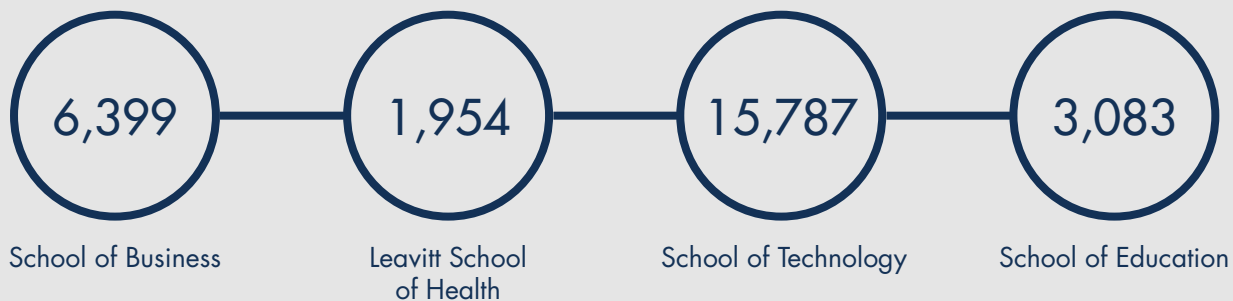 6,399
1,954
15,787
3,083
School of Business
Leavitt School
of Health
School of Technology
School of Education